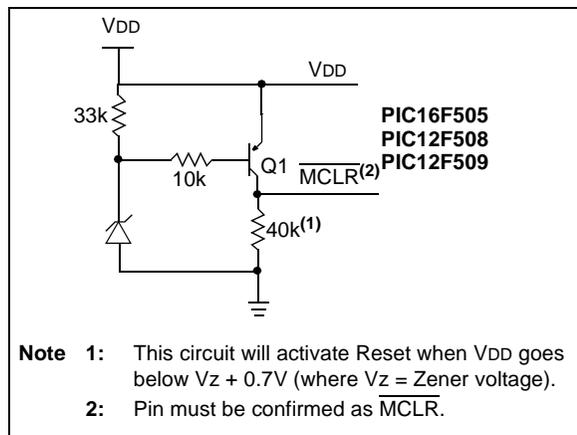 VDD
VDD
33k
PIC16F505
PIC12F508
PIC12F509
Q1
MCLR(2)
10k
40k(1)
Note 1: This circuit will activate Reset when VDD goes
below Vz + 0.7V (where Vz = Zener voltage).
2: Pin must be confirmed as MCLR.